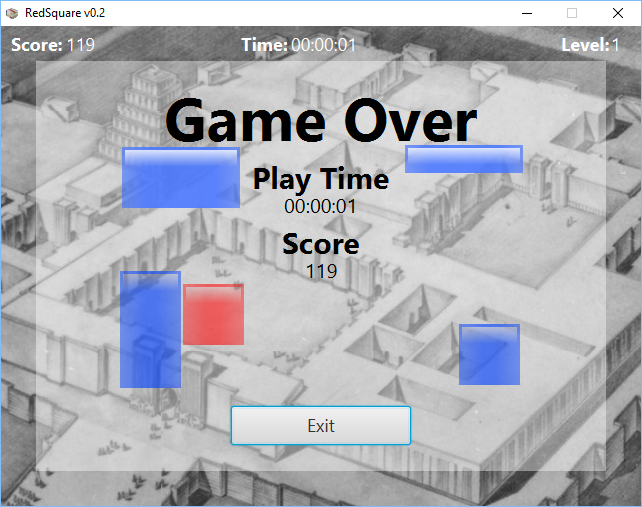 RedSquare v0.2
Score: 119 Time: 00:00:01 Level: 1
Game Over
Play Time
00:00:01
Score
119
Exit